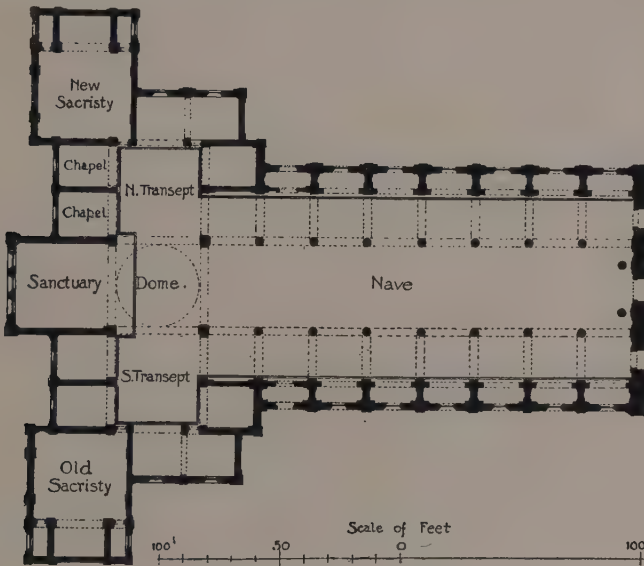 New
Sacristy
Chapel
N. Transept
Chapel
Sanctuary
Dome.
Nave
S. Transept
Old
Sacristy
Scale of Feet
100' 50 0 100